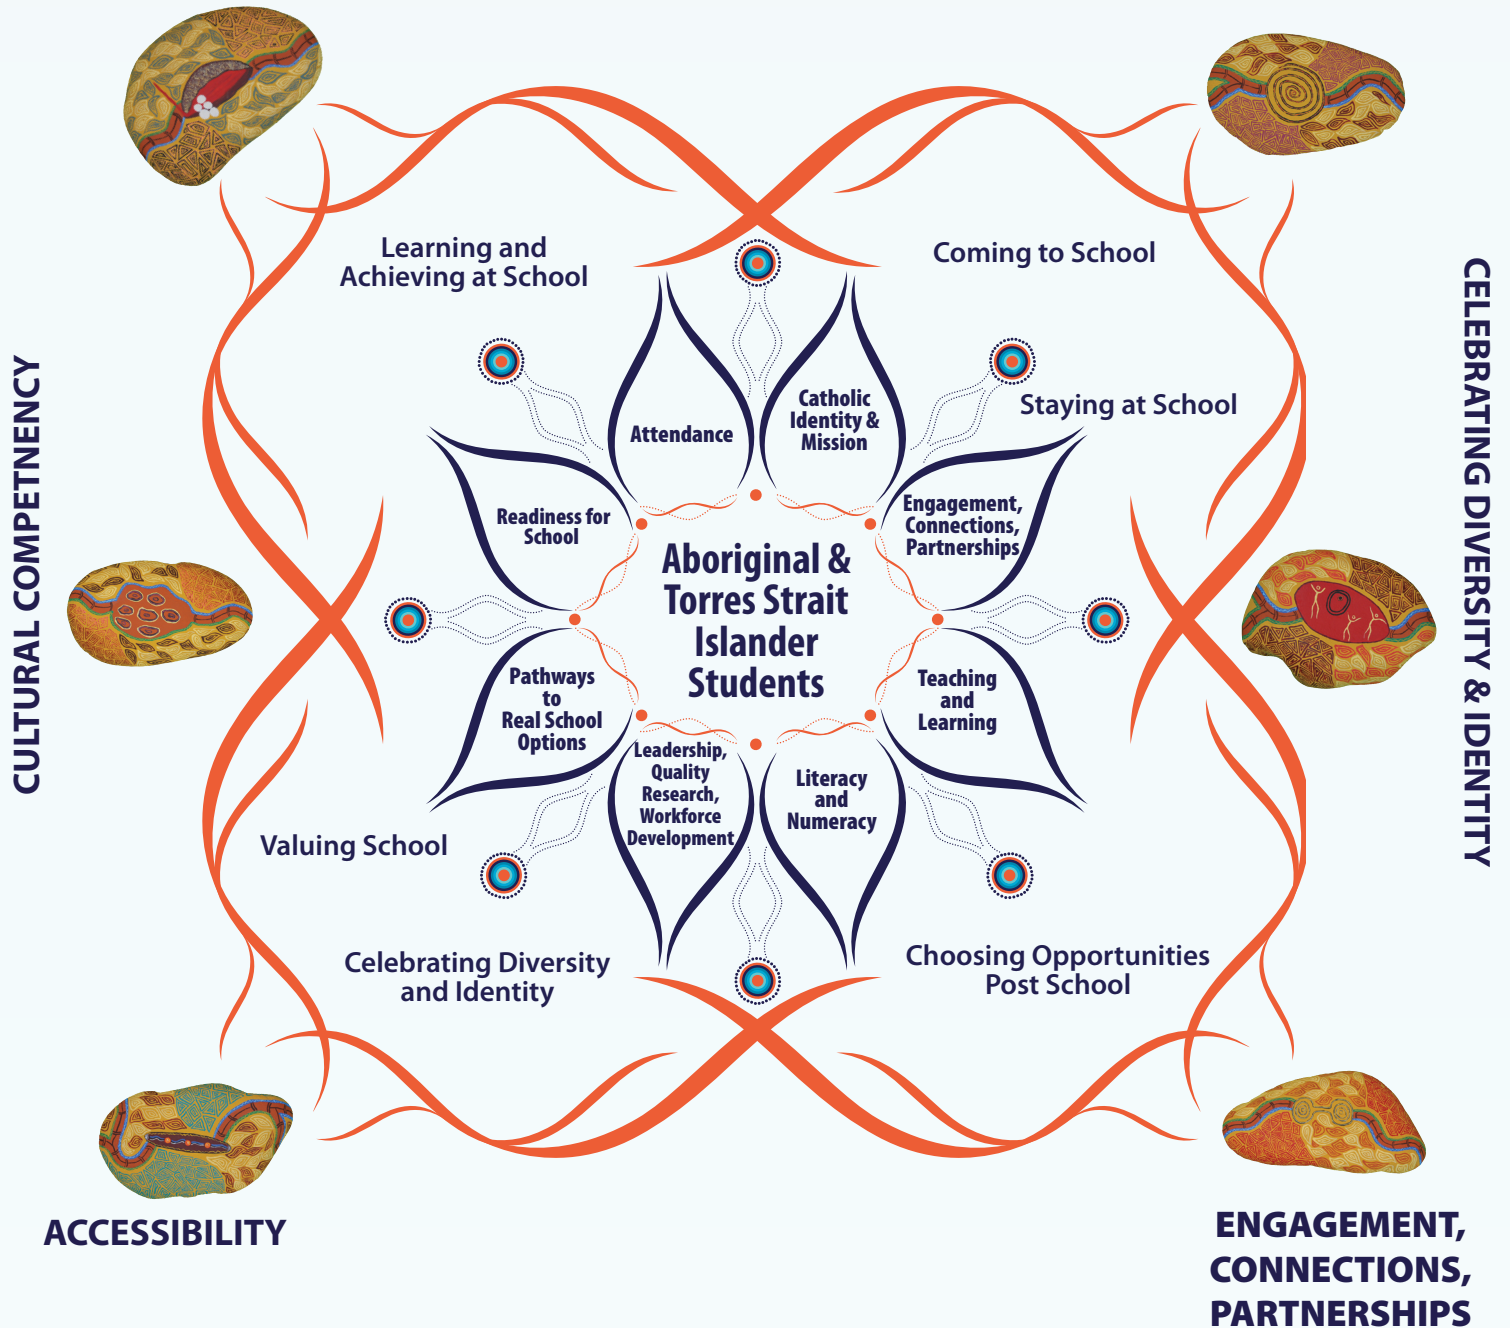 Learning and
Achieving at School
Coming to School
Staying at School
CULTURAL COMPETNENCY
CELEBRATING DIVERSITY & IDENTITY
Attendance
Catholic
Identity &
Mission
Readiness for
School
Engagement,
Connections,
Partnerships
Aboriginal &
Torres Strait
Islander
Students
Pathways
to
Real School
Options
Teaching
and
Learning
Leadership,
Quality
Research,
Workforce
Development
Literacy
and
Numeracy
Valuing School
Celebrating Diversity
and Identity
Choosing Opportunities
Post School
ACCESSIBILITY
ENGAGEMENT,
CONNECTIONS,
PARTNERSHIPS